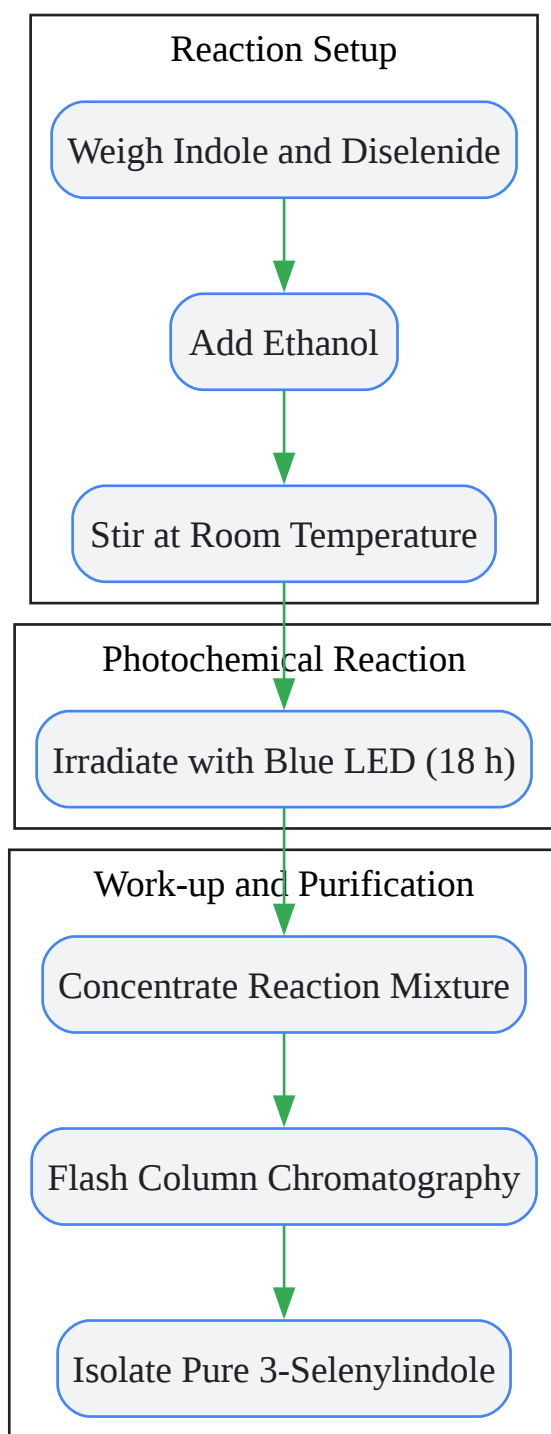 Reaction Setup
Weigh Indole and Diselenide
Add Ethanol
Stir at Room Temperature
Photochemical Reaction
Irradiate with Blue LED (18 h)
Work-up and Purification
Concentrate Reaction Mixture
Flash Column Chromatography
Isolate Pure 3-Selenylindole